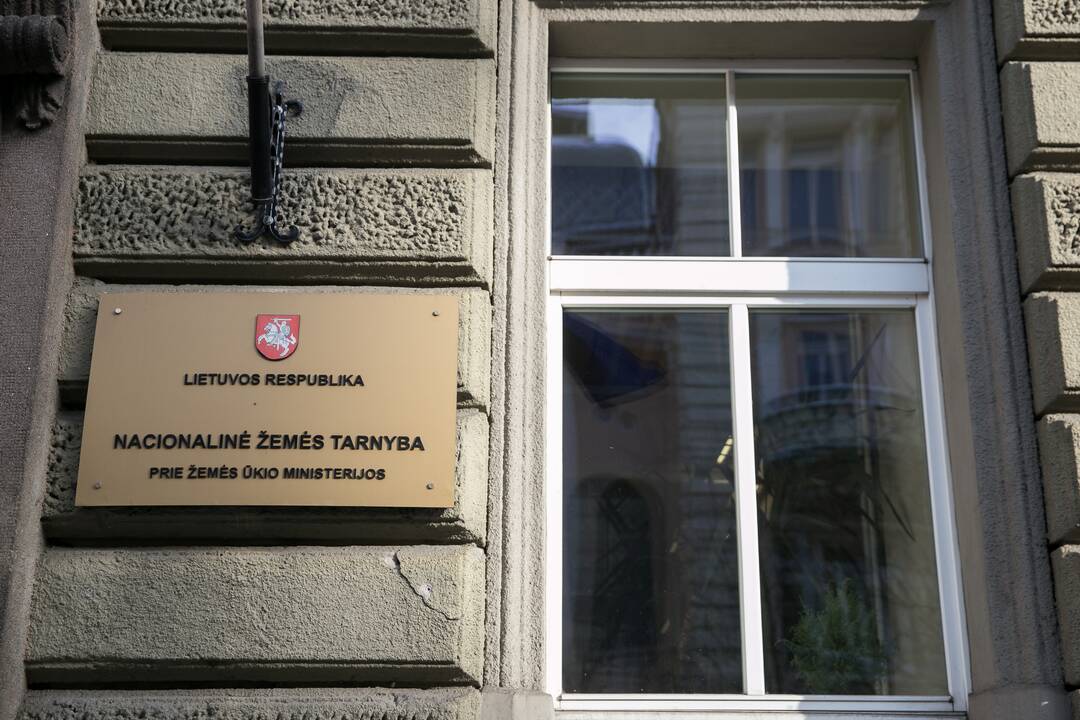 LIETUVOS RESPUBLIKA
NACIONALINĖ ŽEMĖS TARNYBA
PRIE ŽEMĖS ŪKIO MINISTERIJOS